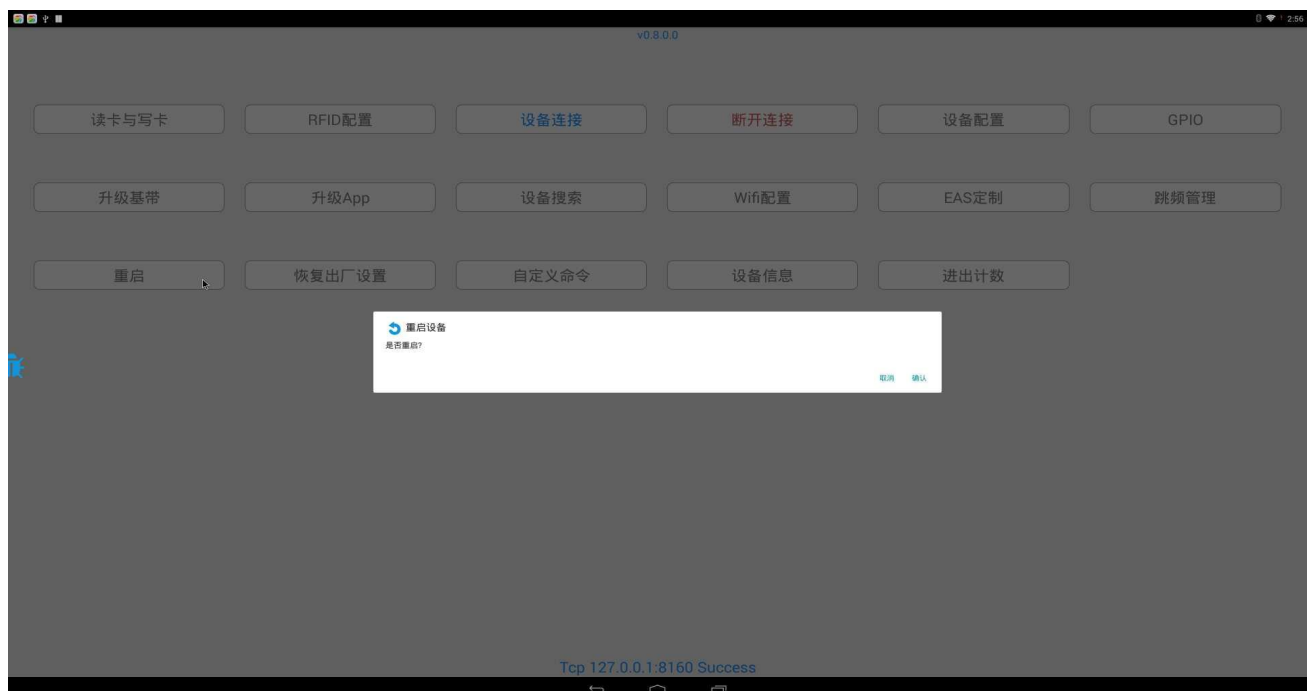 2:56
v0.8.0.0
读卡与写卡 RFID配置 设备连接 断开连接 设备配置 GPIO
升级基带 升级App 设备搜索 Wifi配置 EAS定制 跳频管理
重启 恢复出厂设置 自定义命令 设备信息 进出计数
重启设备
是否重启?
取消 确认
Tcp 127.0.0.1:8160 Success